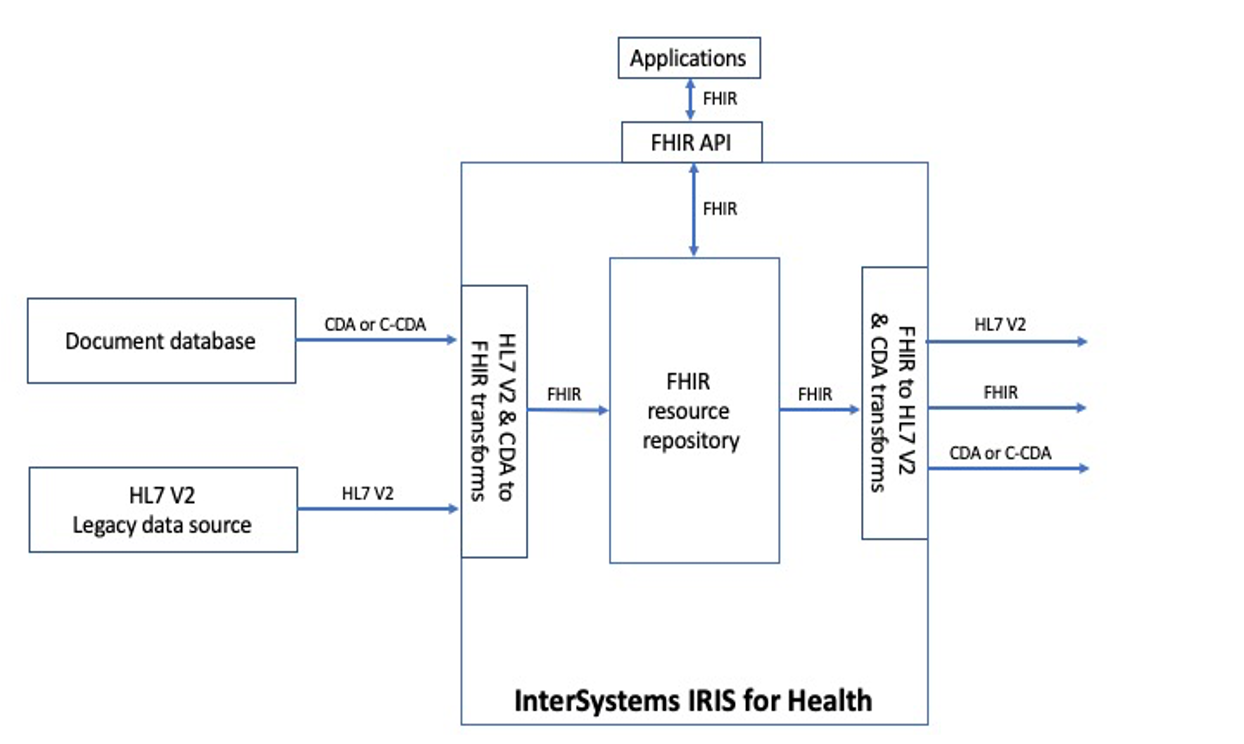 Applications
FHIR
FHIR API
FHIR
Document database
CDA or C-CDA
HL7 V2
Legacy data source
HL7 V2
HL7 V2 & CDA to
FHIR transforms
FHIR
FHIR
resource
repository
FHIR
FHIR to HL7 V2
& CDA transforms
HL7 V2
FHIR
CDA or C-CDA
InterSystems IRIS for Health